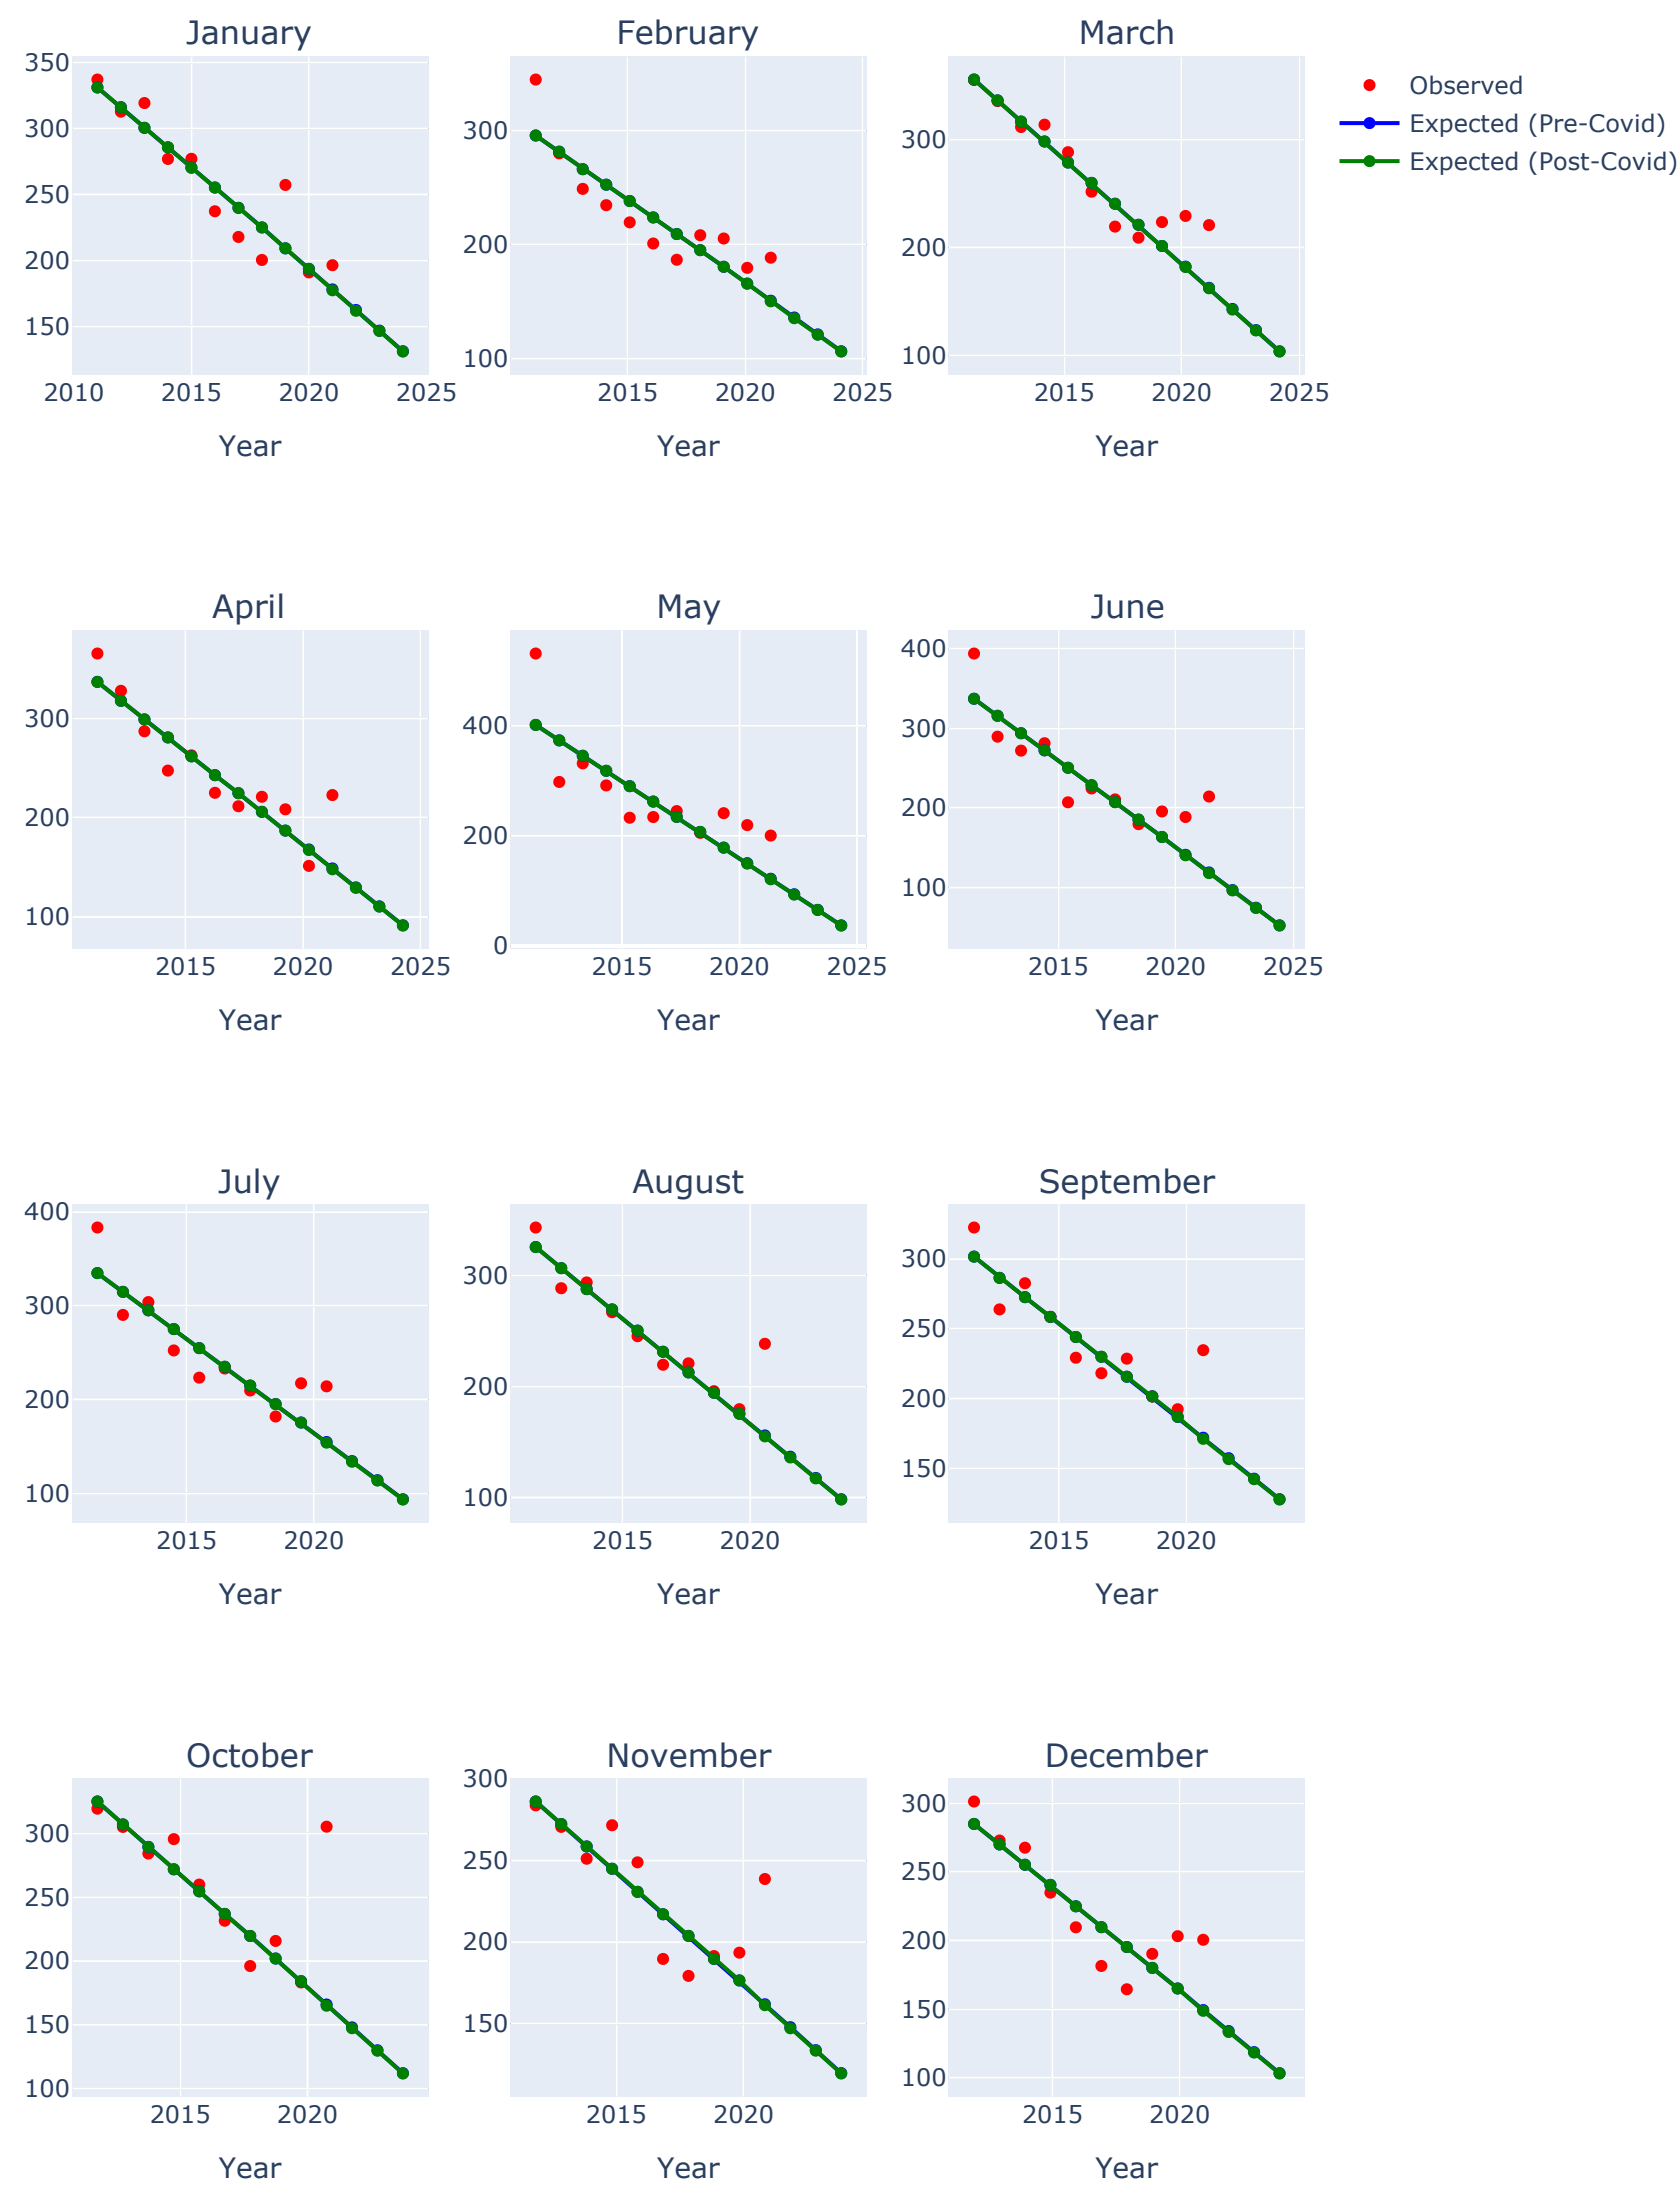 January
February
March
350
300
250
200
150
2010
2015
2020
2025
Year
300
200
100
2015
2020
2025
Year
300
200
100
2015
2020
2025
Year
Observed
Expected (Pre-Covid)
Expected (Post-Covid)
April
May
June
300
200
100
2015
2020
2025
Year
400
200
0
2015
2020
2025
Year
400
300
200
100
2015
2020
2025
Year
July
August
September
400
300
200
100
2015
2020
Year
300
200
100
2015
2020
Year
300
250
200
150
2015
2020
Year
October
November
December
300
250
200
150
100
2015
2020
Year
300
250
200
150
2015
2020
Year
300
250
200
150
100
2015
2020
Year